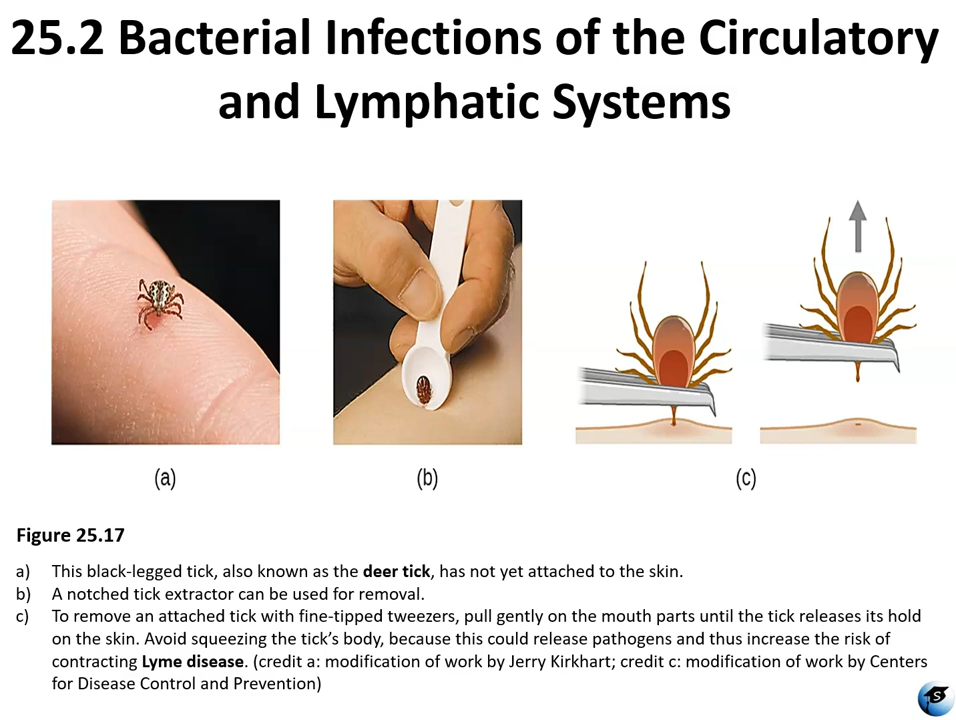 25.2 Bacterial Infections of the Circulatory
and Lymphatic Systems
(a)
(b)
(c)
Figure 25.17
a) This black-legged tick, also known as the deer tick, has not yet attached to the skin.
b) A notched tick extractor can be used for removal.
c) To remove an attached tick with fine-tipped tweezers, pull gently on the mouth parts until the tick releases its hold
on the skin. Avoid squeezing the tick’s body, because this could release pathogens and thus increase the risk of
contracting Lyme disease. (credit a: modification of work by Jerry Kirkhart; credit c: modification of work by Centers
for Disease Control and Prevention)
S